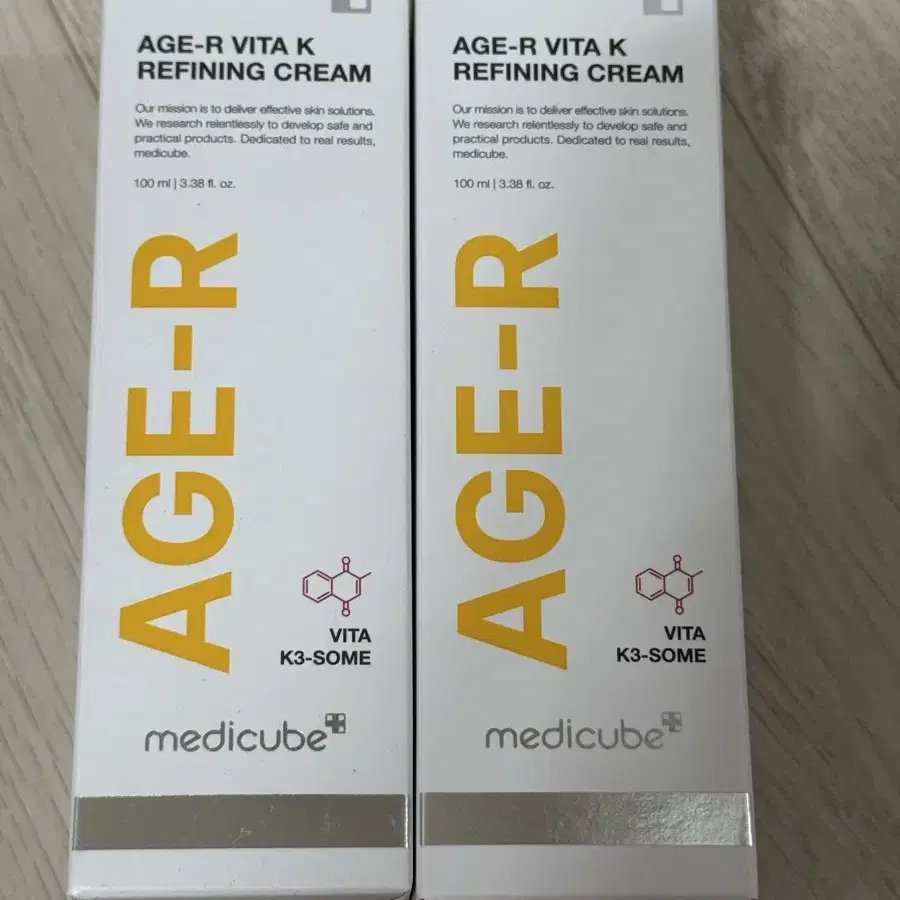 AGE-R VITA K
REFINING CREAM
Our mission is to deliver effective skin solutions.
We research relentlessly to develop safe and
practical products. Dedicated to real results,
medicube.
100 ml | 3.38 fl. oz.
AGE-R
VITA
K3-SOME
medicube
AGE-R VITA K
REFINING CREAM
Our mission is to deliver effective skin solutions.
We research relentlessly to develop safe and
practical products. Dedicated to real results,
medicube.
100 ml | 3.38 fl. oz.
AGE-R
VITA
K3-SOME
medicube